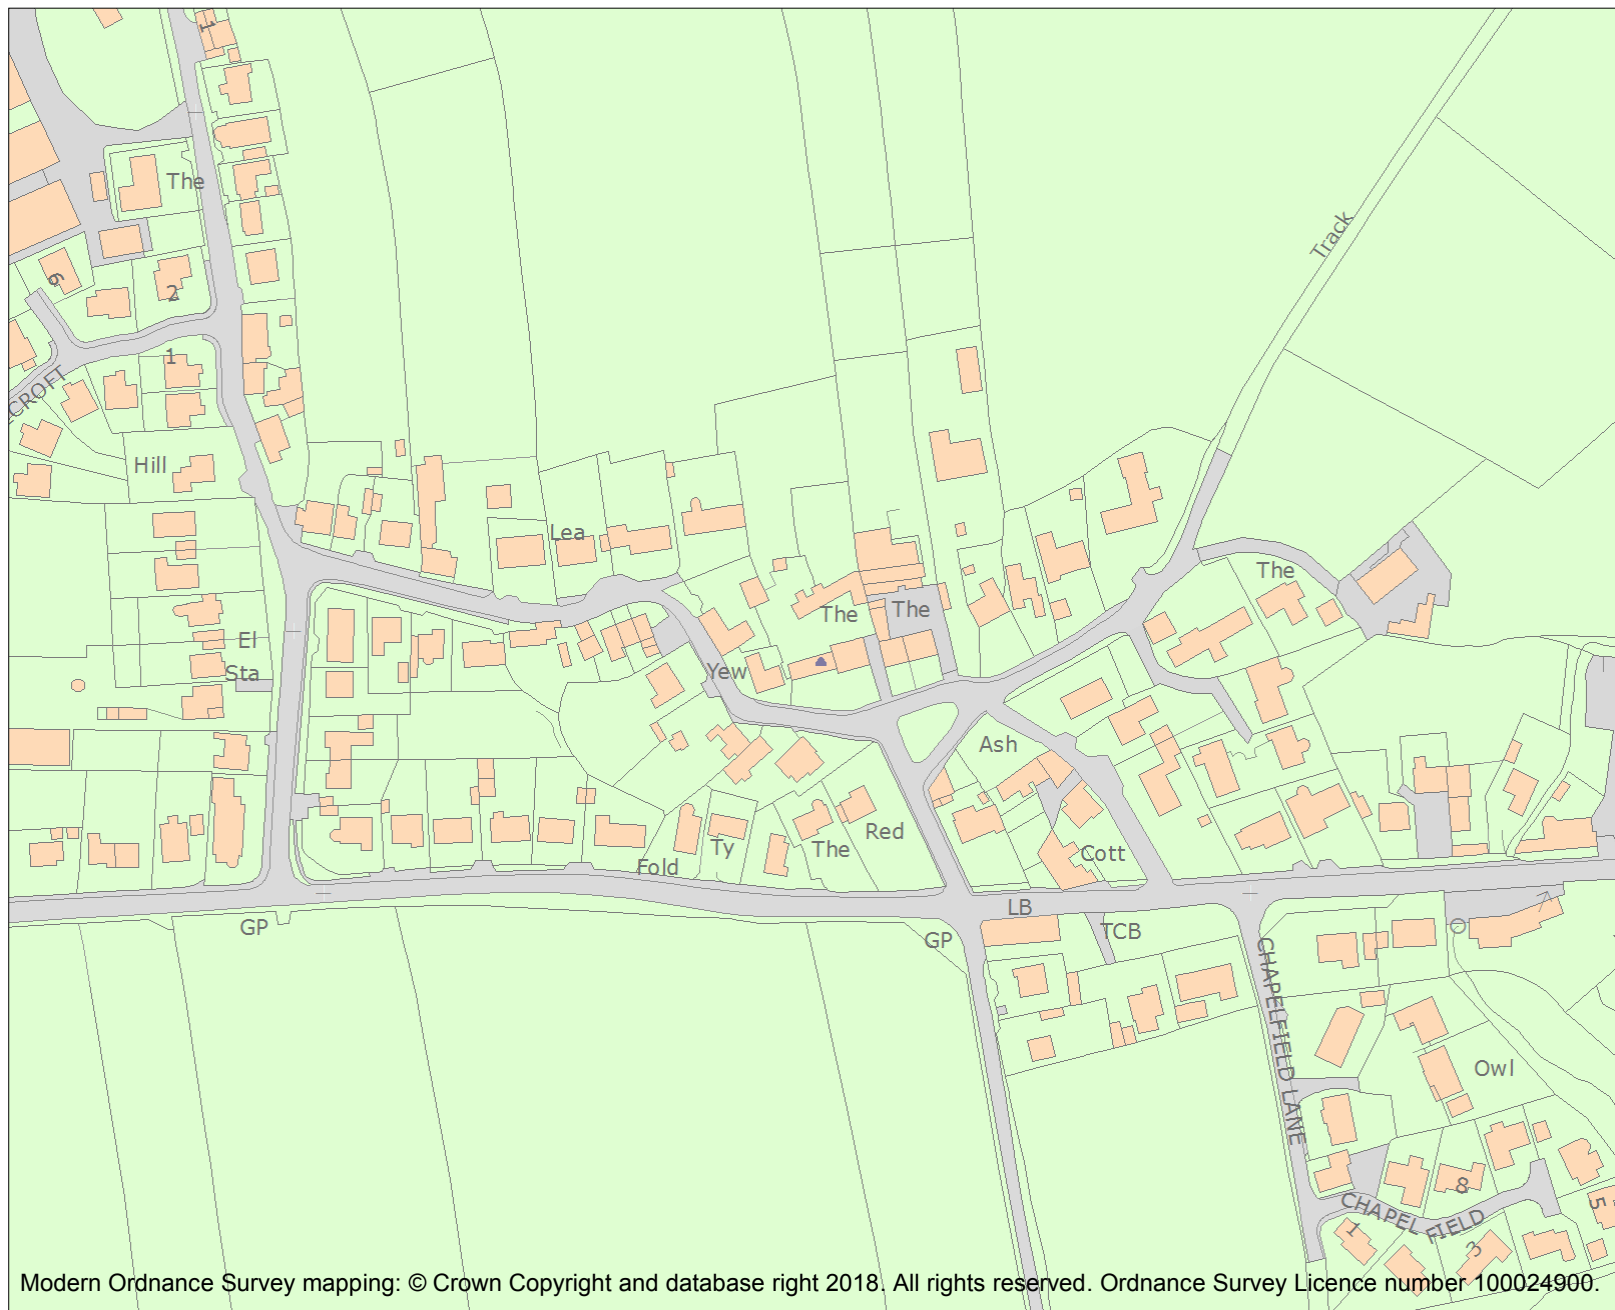 1
The
6
2
1
CROFT
Track
Hill
Lea
The
The
The
El
Sta
Yew
Ash
Red
The
Ty
Cott
Fold
LB
GP
GP
TCB
CHAPELFIELD LANE
Owl
8
5
CHAPEL FIELD
1
3
Modern Ordnance Survey mapping: © Crown Copyright and database right 2018. All rights reserved. Ordnance Survey Licence number 100024900.